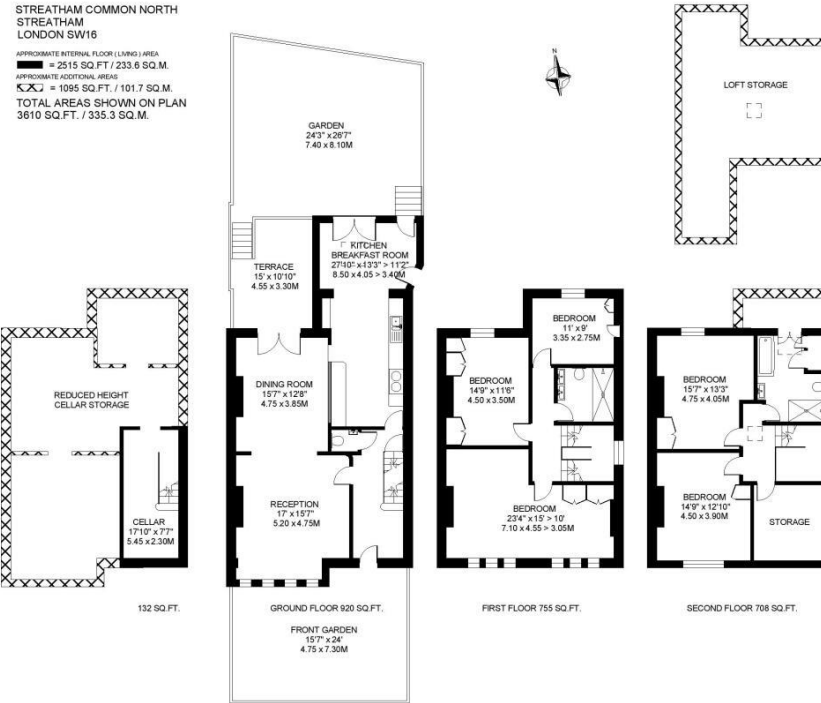 STREATHAM COMMON NORTH
STREATHAM
LONDON SW16
APPROXIMATE INTERNAL FLOOR ( LIVING ) AREA
= 2515 SQ.FT / 233.6 SQ.M.
APPROXIMATE ADDITIONAL AREAS
= 1095 SQ.FT. / 101.7 SQ.M.
TOTAL AREAS SHOWN ON PLAN
3610 SQ.FT. / 335.3 SQ.M.
N
LOFT STORAGE
GARDEN
24'3" x 26'7"
7.40 x 8.10M
KITCHEN
BREAKFAST ROOM
27'10" x 13'3" > 11'2"
8.50 x 4.05 > 3.40M
TERRACE
15' x 10'10"
4.55 x 3.30M
REDUCED HEIGHT
CELLAR STORAGE
CELLAR
17'10" x 7'7"
5.45 x 2.30M
132 SQ.FT.
DINING ROOM
15'7" x 12'8"
4.75 x 3.85M
RECEPTION
17' x 15'7"
5.20 x 4.75M
GROUND FLOOR 920 SQ.FT.
FRONT GARDEN
15'7" x 24'
4.75 x 7.30M
BEDROOM
11' x 9'
3.35 x 2.75M
BEDROOM
14'9" x 11'6"
4.50 x 3.50M
BEDROOM
23'4" x 15' > 10'
7.10 x 4.55 > 3.05M
FIRST FLOOR 755 SQ.FT.
BEDROOM
15'7" x 13'3"
4.75 x 4.05M
BEDROOM
14'9" x 12'10"
4.50 x 3.90M
STORAGE
SECOND FLOOR 708 SQ.FT.